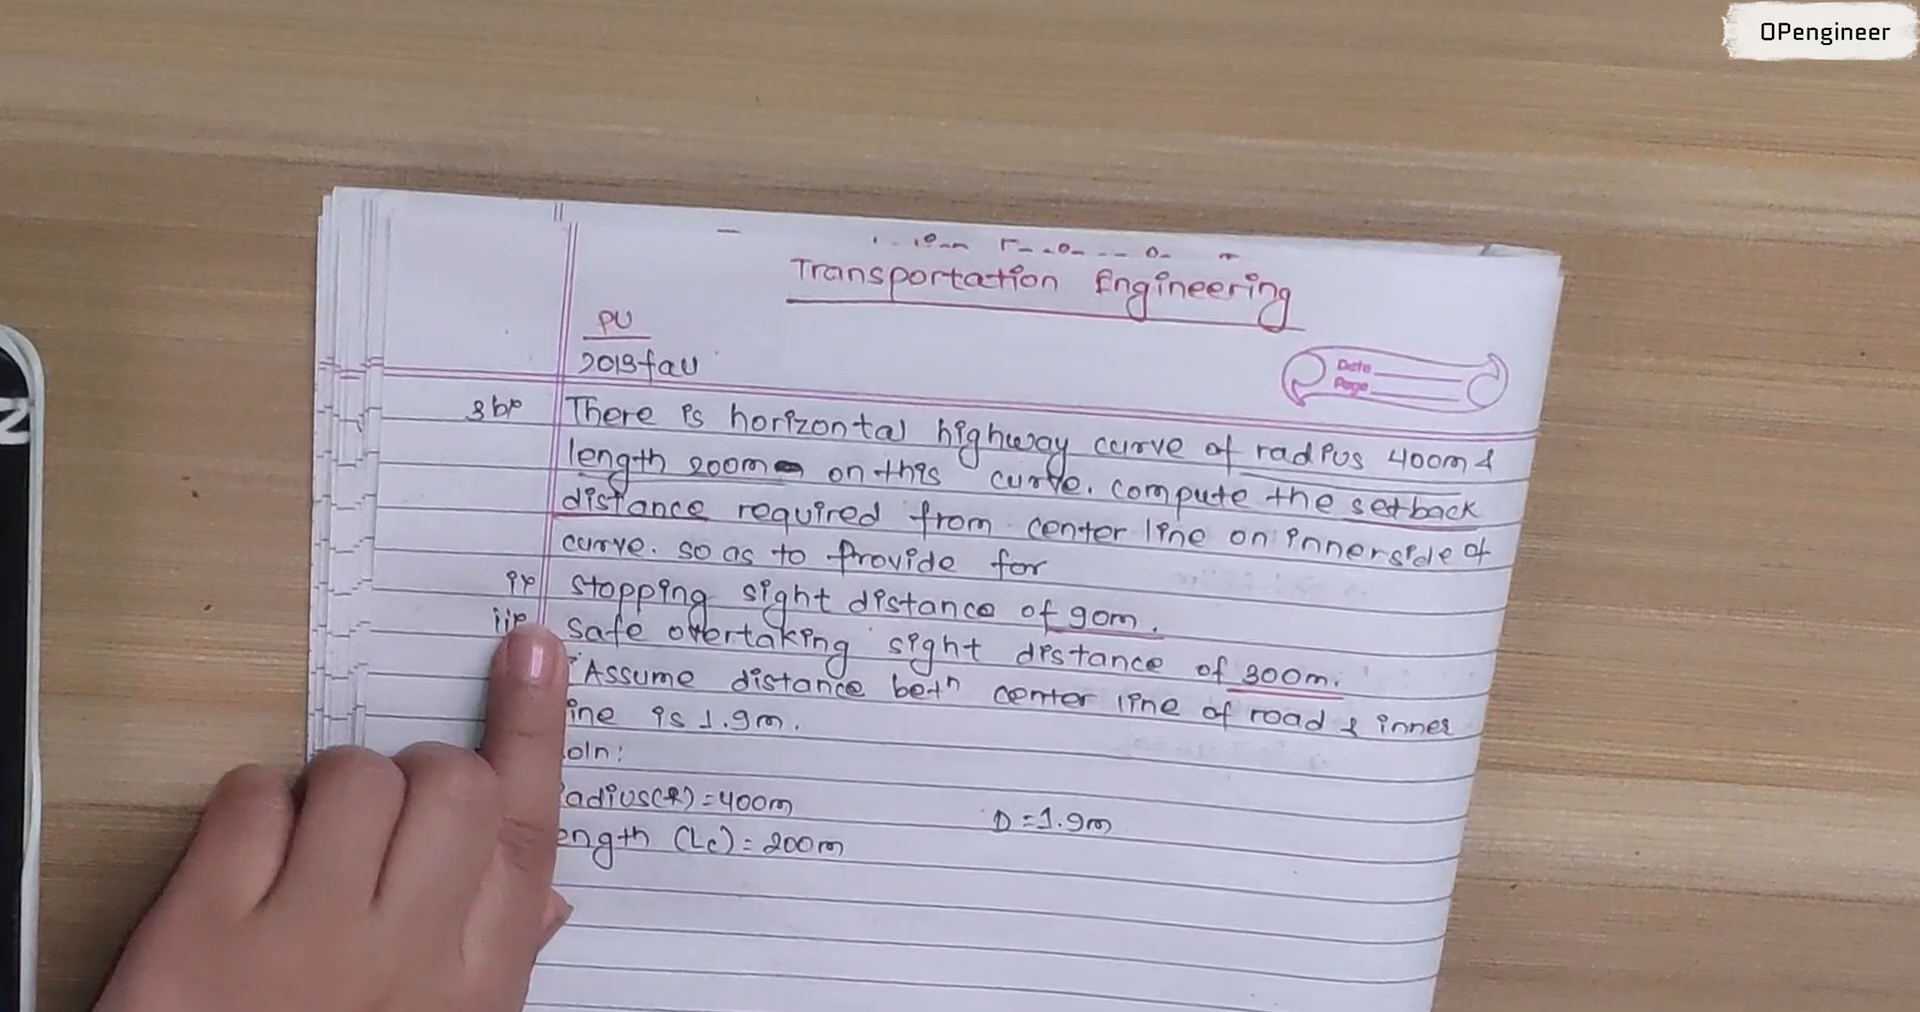 OPengineer
Transportation Engineering
PU
2013 fall
Date
Page
3b) There is horizontal highway curve of radius 400m &
length 200m on this curve. compute the setback
distance required from center line on innerside of
curve. so as to provide for
i) stopping sight distance of 90m.
ii) safe overtaking sight distance of 300m.
Assume distance betn center line of road & inner
ine is 1.9m.
oln:
adius(R) = 400m D = 1.9m
ength (Lc) = 200m